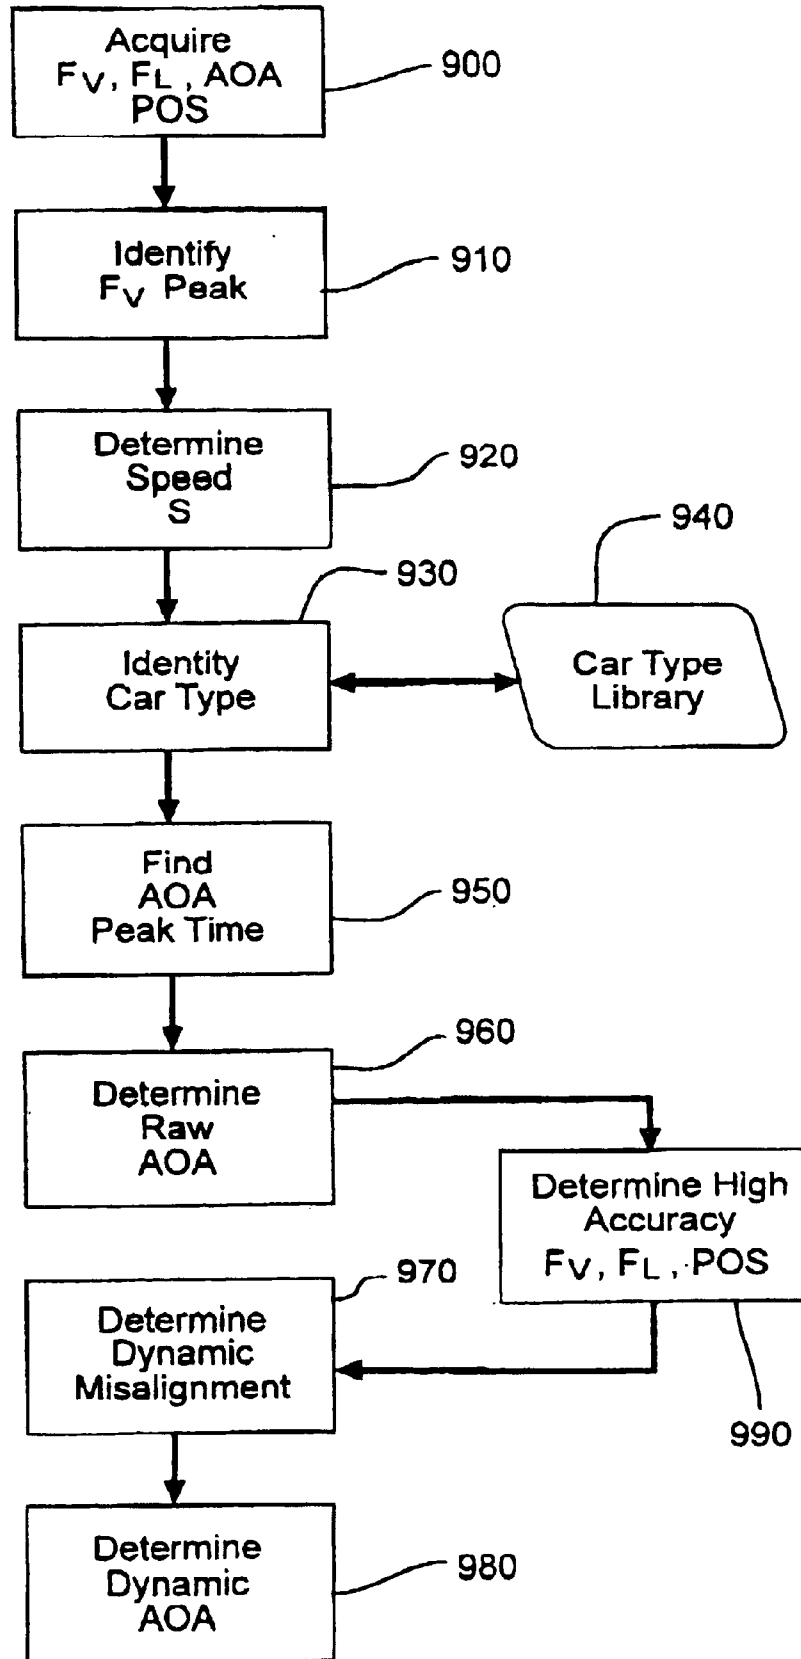 Acquire
FV, FL, AOA
POS
900
Identify
FV Peak
910
Determine
Speed
S
920
930
940
Identity
Car Type
Car Type
Library
Find
AOA
Peak Time
950
960
Determine
Raw
AOA
Determine High
Accuracy
FV, FL, POS
970
Determine
Dynamic
Misalignment
990
Determine
Dynamic
AOA
980